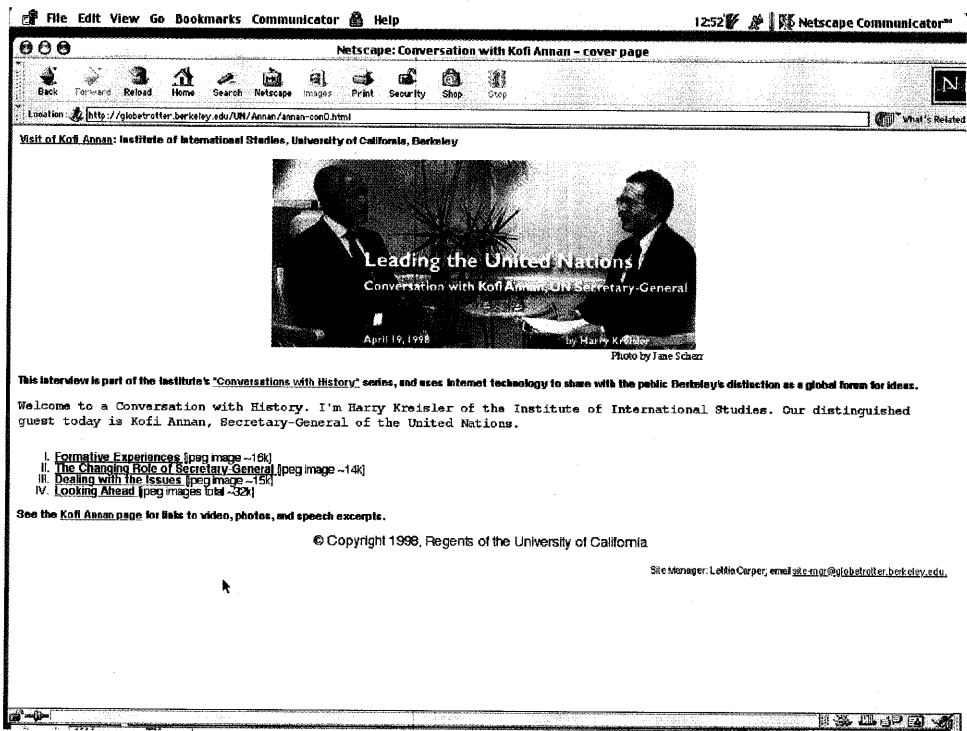 File Edit View Go Bookmarks Communicator Help 12:52 Netscape Communicator™
Netscape: Conversation with Kofi Annan – cover page
Back Forward Reload Home Search Netscape Images Print Security Shop Stop
N
Location: http://globetrotter.berkeley.edu/UN/Annan/annan-con0.html What's Related
Visit of Kofi Annan: Institute of International Studies, University of California, Berkeley
Leading the United Nations
Conversation with Kofi Annan, UN Secretary-General
April 19, 1998 by Harry Kreisler
Photo by Jane Scherr
This interview is part of the Institute's "Conversations with History" series, and uses Internet technology to share with the public Berkeley's distinction as a global forum for ideas.
Welcome to a Conversation with History. I'm Harry Kreisler of the Institute of International Studies. Our distinguished
guest today is Kofi Annan, Secretary-General of the United Nations.
I. Formative Experiences [jpeg image ~16k]
II. The Changing Role of Secretary-General [jpeg image ~14k]
III. Dealing with the Issues [jpeg image ~15k]
IV. Looking Ahead [jpeg images total ~32k]
See the Kofi Annan page for links to video, photos, and speech excerpts.
© Copyright 1998, Regents of the University of California
Site Manager: Letitia Carper; email site-mgr@globetrotter.berkeley.edu.